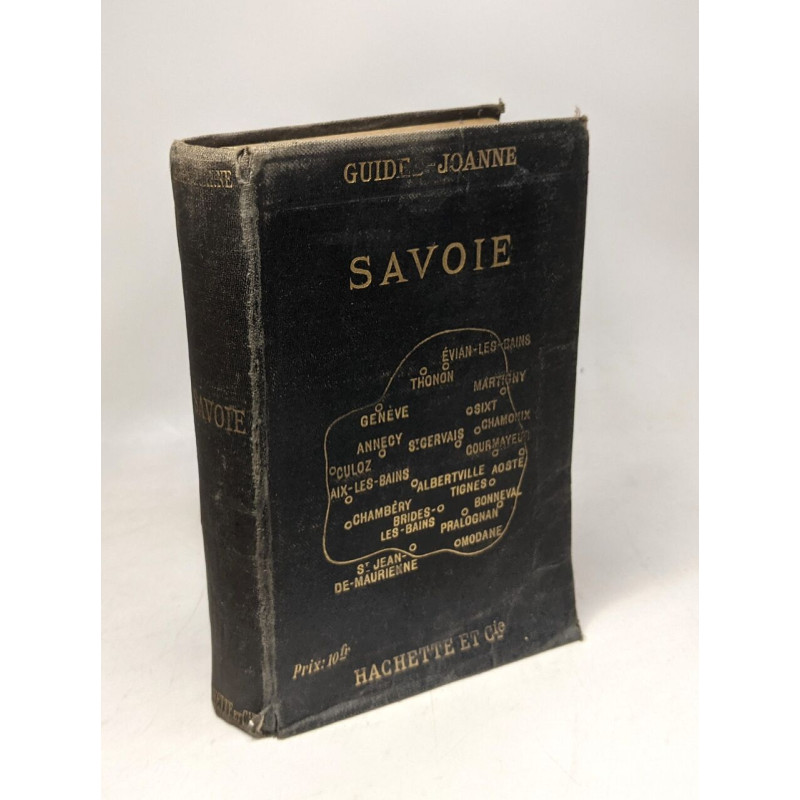 GUIDES-JOANNE
SAVOIE
ÉVIAN-LES-BAINS
THONON
MARTIGNY
GENÈVE
SIXT
CHAMONIX
ANNECY
ST GERVAIS
COURMAYEUR
CULOZ
AOSTE
AIX-LES-BAINS
ALBERTVILLE
TIGNES
BONNEVAL
CHAMBÉRY
BRIDES-
LES-BAINS
PRALOGNAN
MODANE
ST JEAN-
DE-MAURIENNE
Prix: 10fr
HACHETTE ET Cie
SAVOIE